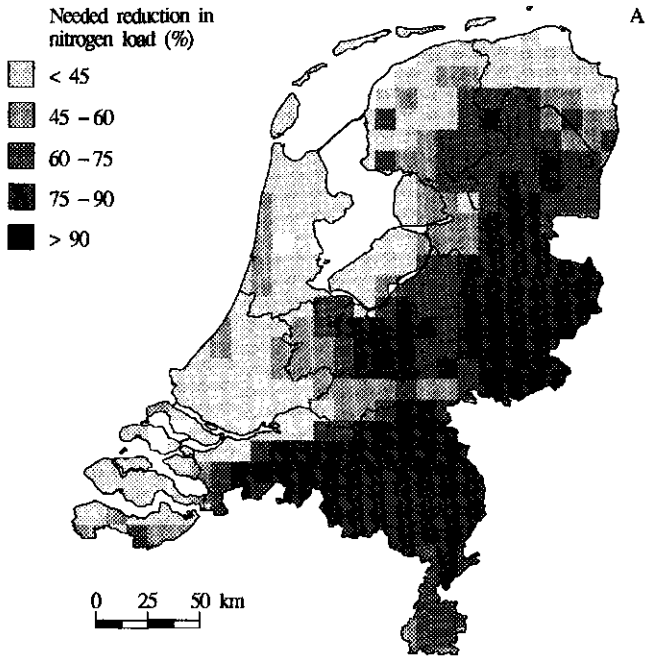 Needed reduction in
nitrogen load (%)
A
< 45
45 - 60
60 - 75
75 - 90
> 90
0 25 50 km